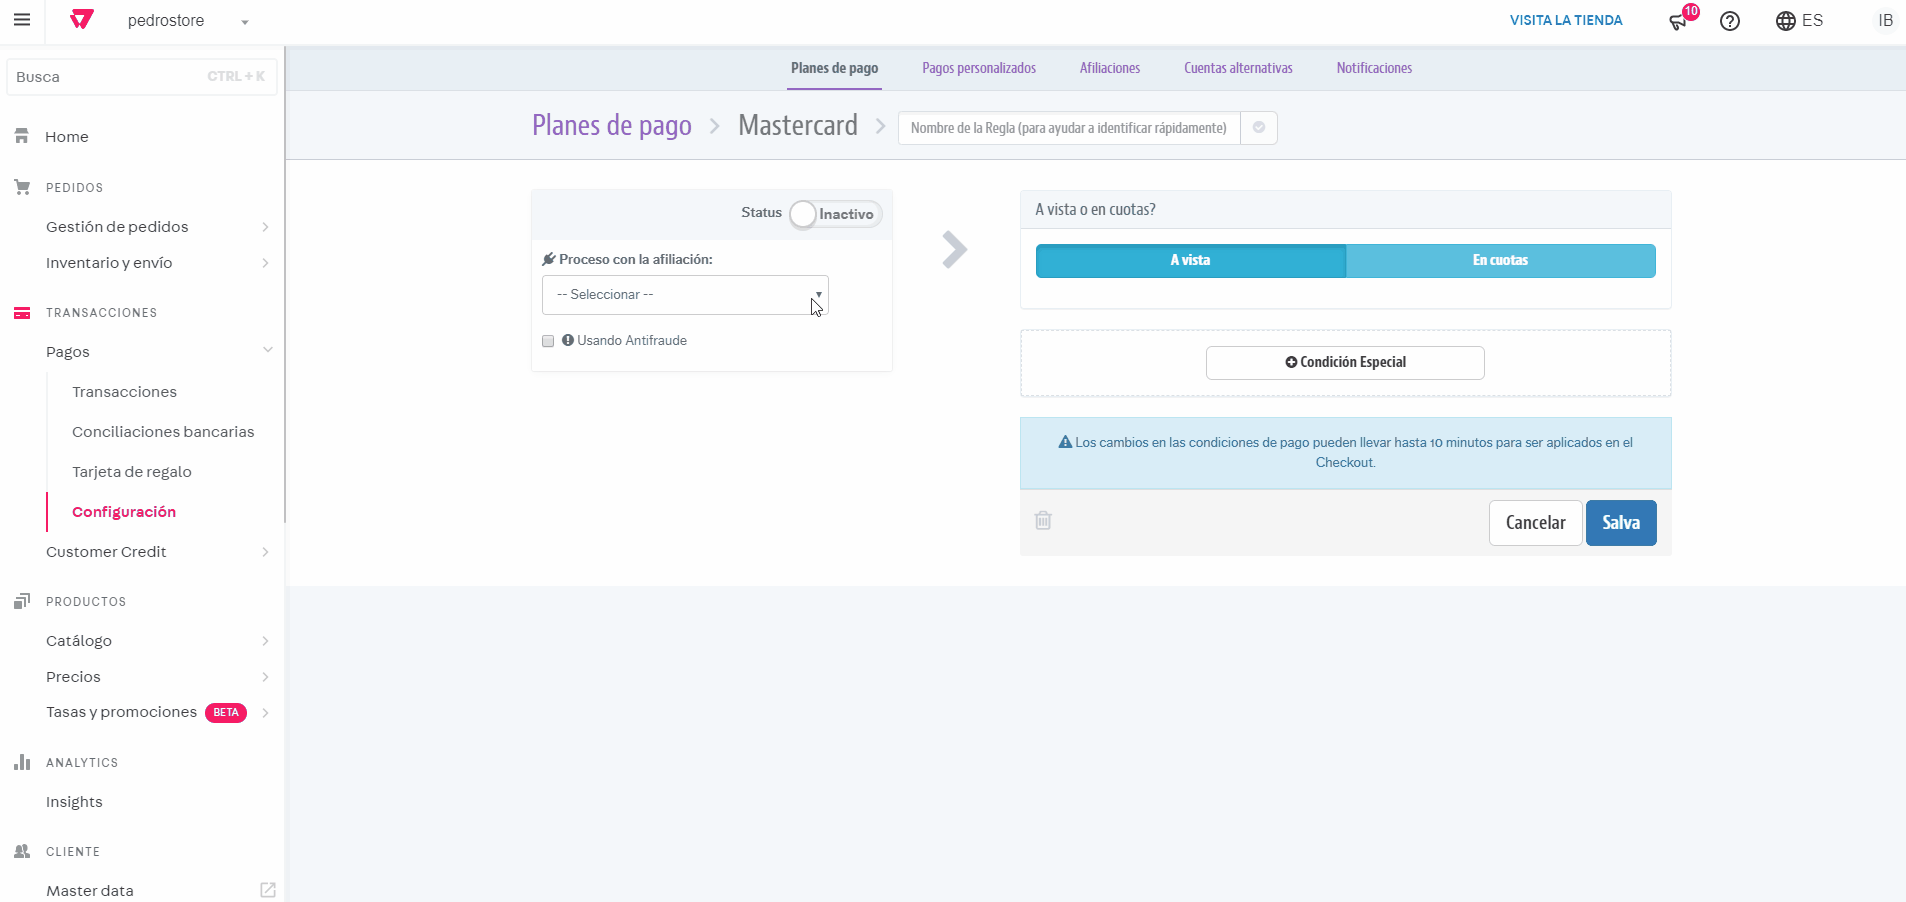 pedrostore
VISITA LA TIENDA
10
ES
IB
Busca
CTRL + K
Home
PEDIDOS
Gestión de pedidos
Inventario y envío
TRANSACCIONES
Pagos
Transacciones
Conciliaciones bancarias
Tarjeta de regalo
Configuración
Customer Credit
PRODUCTOS
Catálogo
Precios
Tasas y promociones BETA
ANALYTICS
Insights
CLIENTE
Master data
Planes de pago
Pagos personalizados
Afiliaciones
Cuentas alternativas
Notificaciones
Planes de pago
Mastercard
Nombre de la Regla (para ayudar a identificar rápidamente)
Status
Inactivo
Proceso con la afiliación:
-- Seleccionar --
Usando Antifraude
A vista o en cuotas?
A vista
En cuotas
Condición Especial
Los cambios en las condiciones de pago pueden llevar hasta 10 minutos para ser aplicados en el
Checkout.
Cancelar
Salva